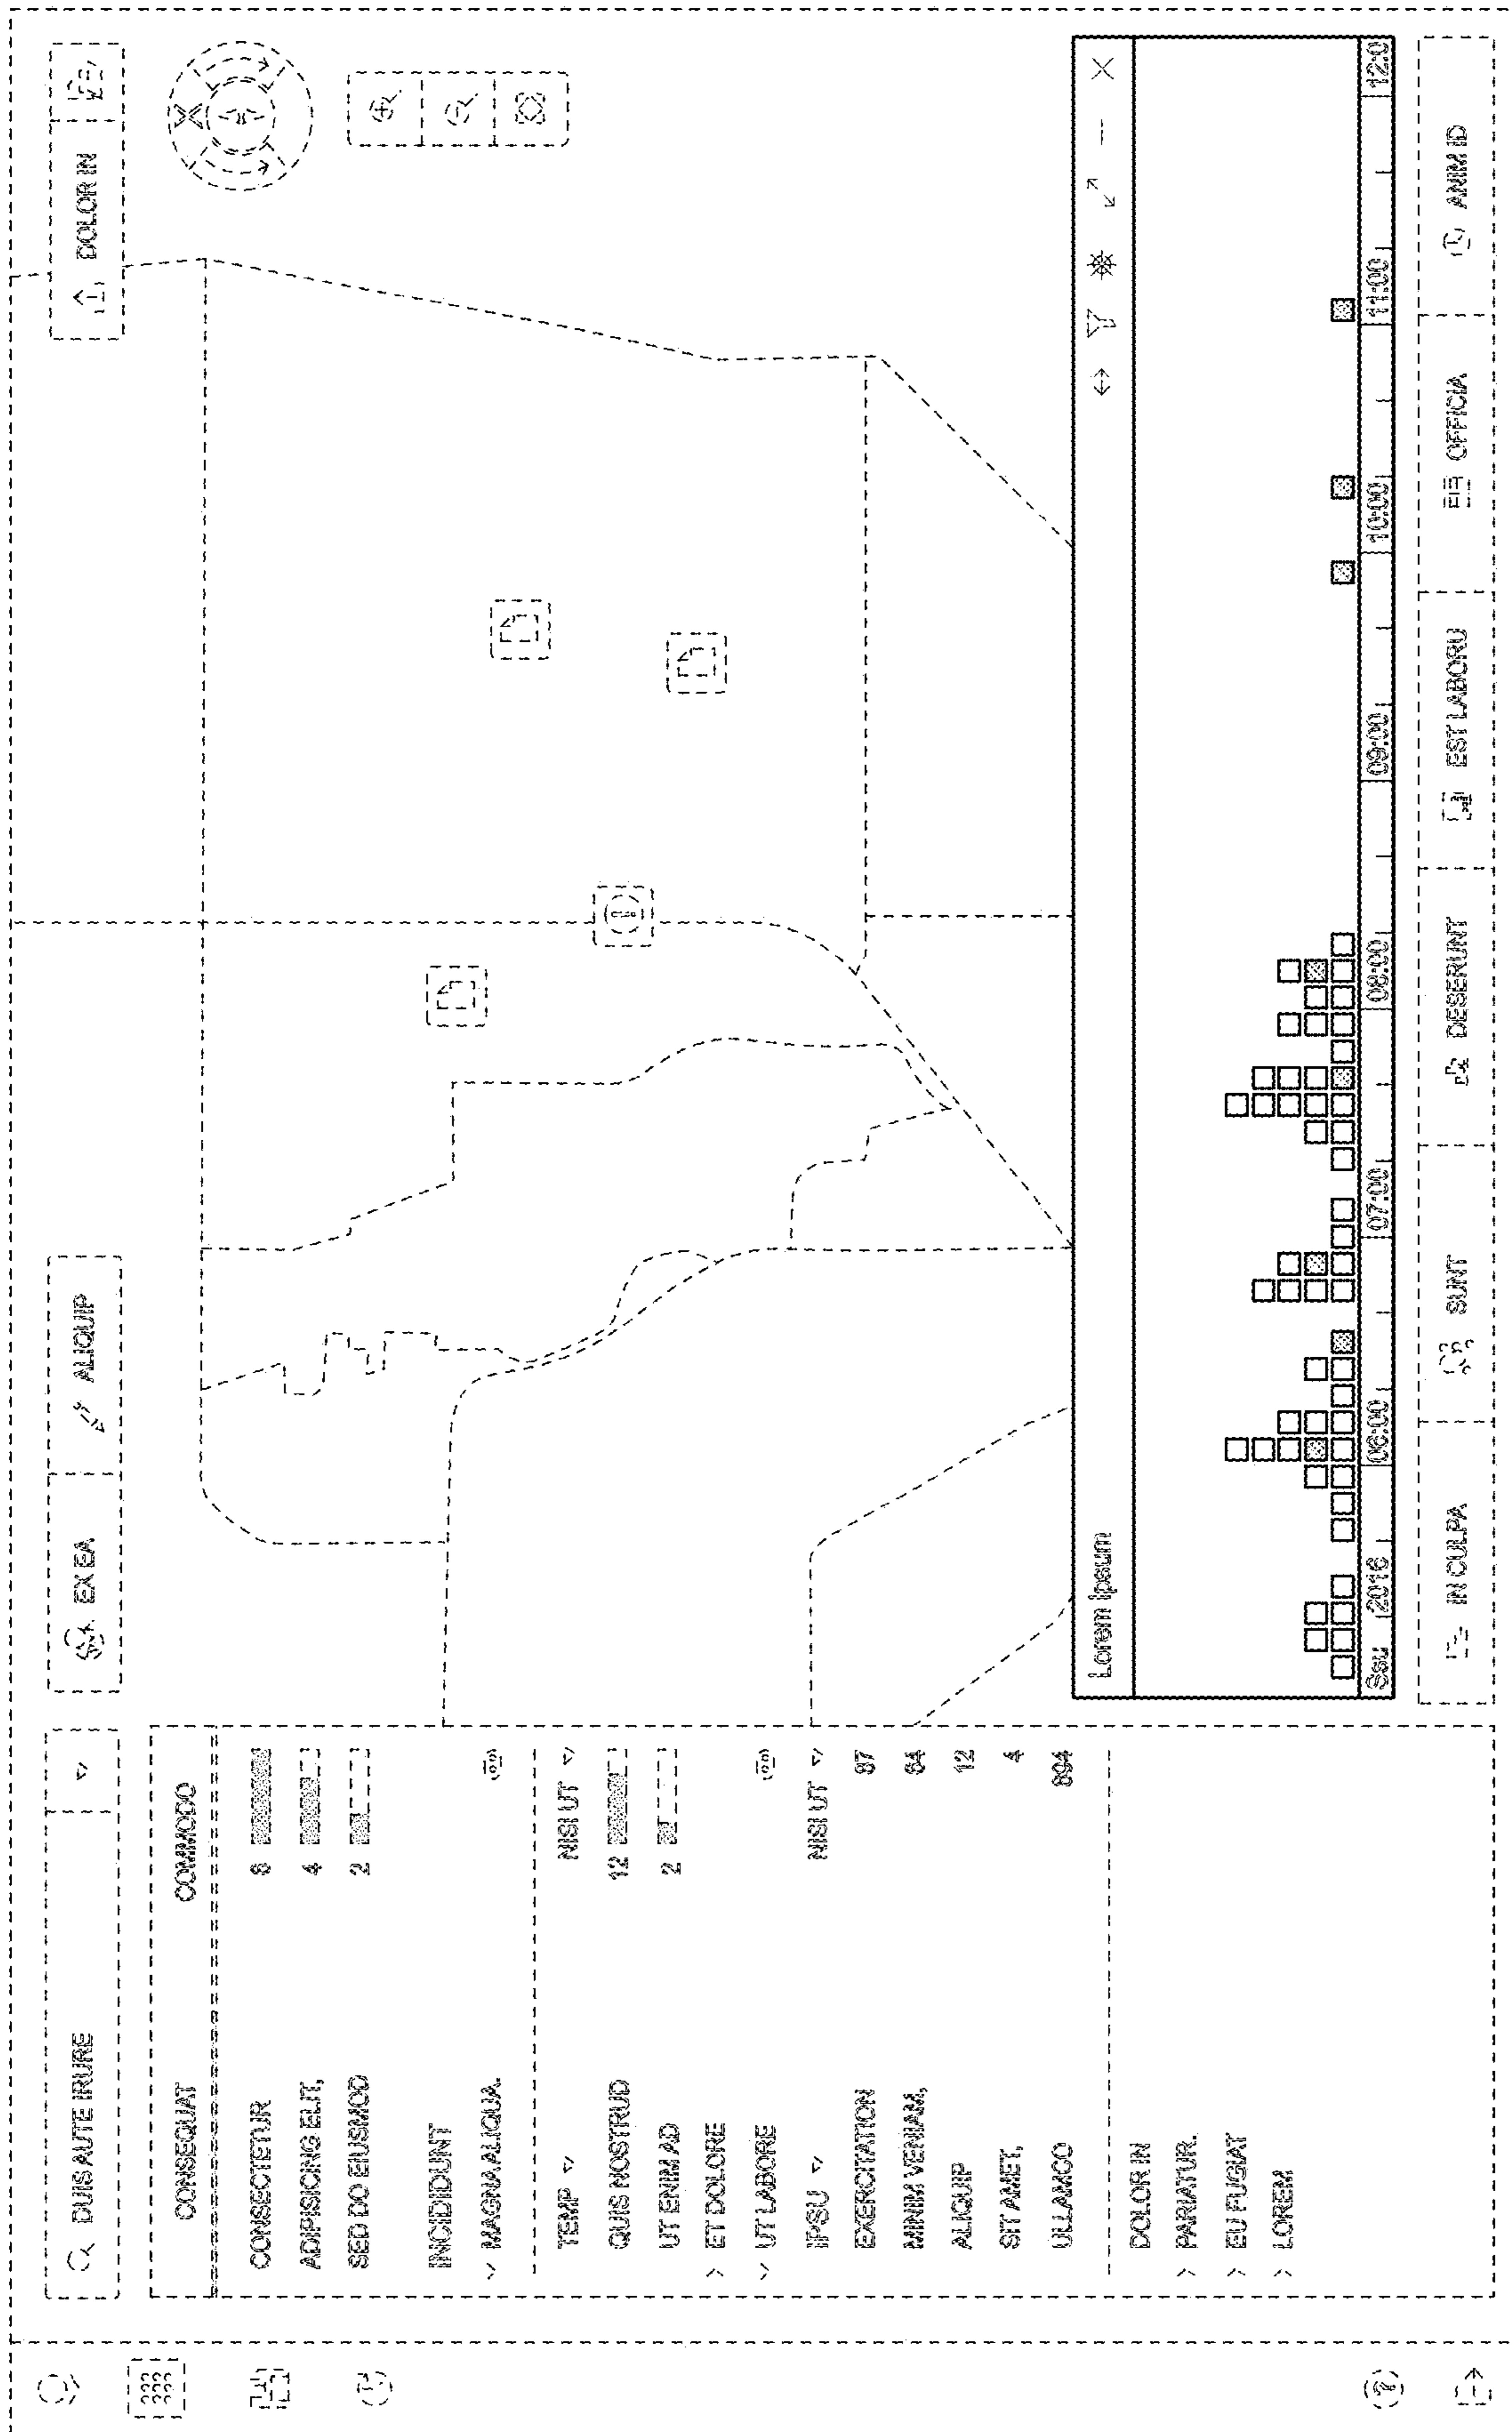 DUIS AUTE IRURE
EX EA
ALIQUIP
DOLOR IN
CONSEQUAT COMMODO
CONSECTETUR 8
ADIPISICING ELIT, 4
SED DO EIUSMOD 2
INCIDIDUNT
MAGNA ALIQUA.
TEMP NISI UT
QUIS NOSTRUD 12
UT ENIM AD 2
ET DOLORE
UT LABORE
IPSU NISI UT
EXERCITATION 87
MINIM VENIAM, 64
ALIQUIP 12
SIT AMET, 4
ULLAMCO 894
DOLOR IN
PARIATUR.
EU FUGIAT
LOREM
???
???
???
?
Lorem Ipsum
Ssu 2016 06:00 07:00 08:00 09:00 10:00 11:00 12:0
IN CULPA
SUNT
DESERUNT
EST LABORU
OFFICIA
ANIM ID